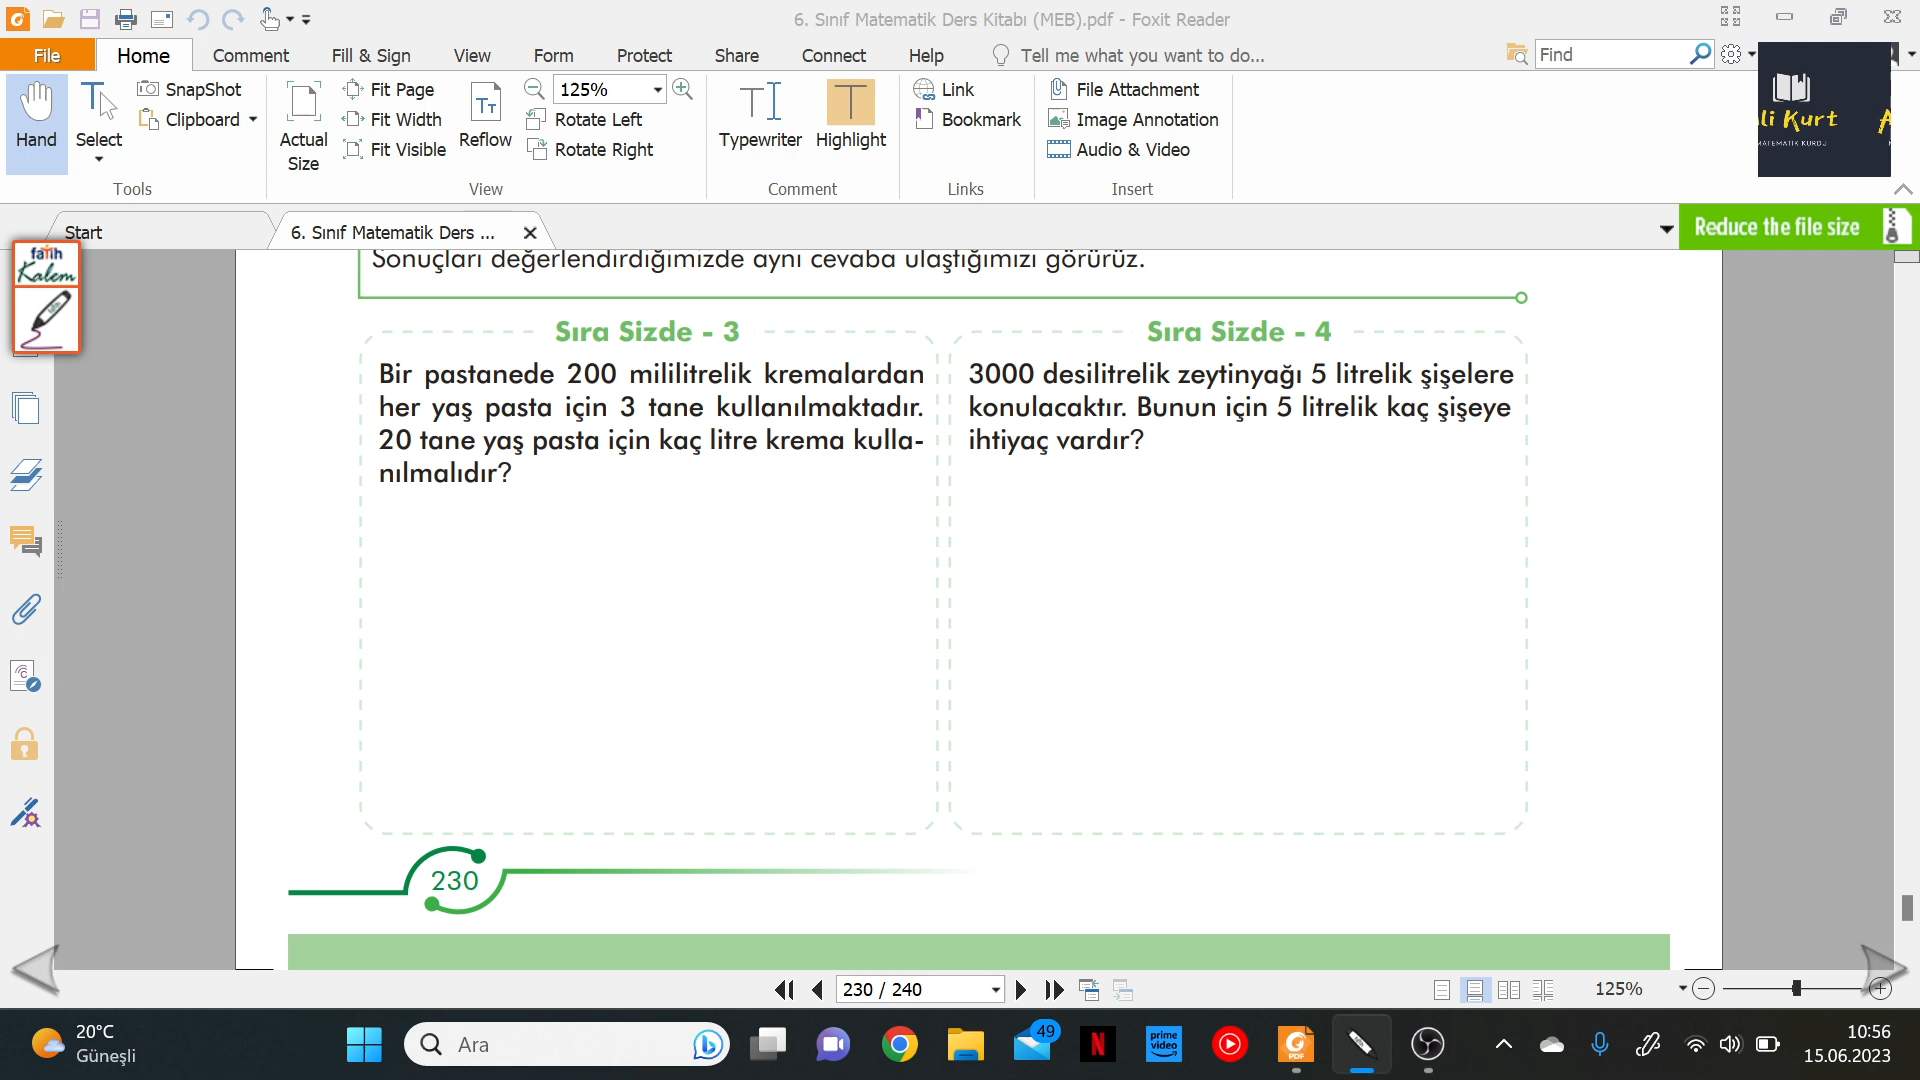 6. Sınıf Matematik Ders Kitabı (MEB).pdf - Foxit Reader
File Home Comment Fill & Sign View Form Protect Share Connect Help Tell me what you want to do... Find
Hand
Select
SnapShot
Clipboard
Tools
Actual
Size
Fit Page
Fit Width
Fit Visible
Reflow
125%
Rotate Left
Rotate Right
View
Typewriter
Highlight
Comment
Link
Bookmark
Links
File Attachment
Image Annotation
Audio & Video
Insert
li Kurt
MATEMATİK KURDU
Start
6. Sınıf Matematik Ders ...
Reduce the file size
fatih
Kalem
Sonuçları değerlendirdiğimizde aynı cevaba ulaştığımızı görürüz.
Sıra Sizde - 3
Bir pastanede 200 mililitrelik kremalardan
her yaş pasta için 3 tane kullanılmaktadır.
20 tane yaş pasta için kaç litre krema kulla-
nılmalıdır?
Sıra Sizde - 4
3000 desilitrelik zeytinyağı 5 litrelik şişelere
konulacaktır. Bunun için 5 litrelik kaç şişeye
ihtiyaç vardır?
230
230 / 240
125%
20°C
Güneşli
Ara
49
N
prime
video
PDF
10:56
15.06.2023